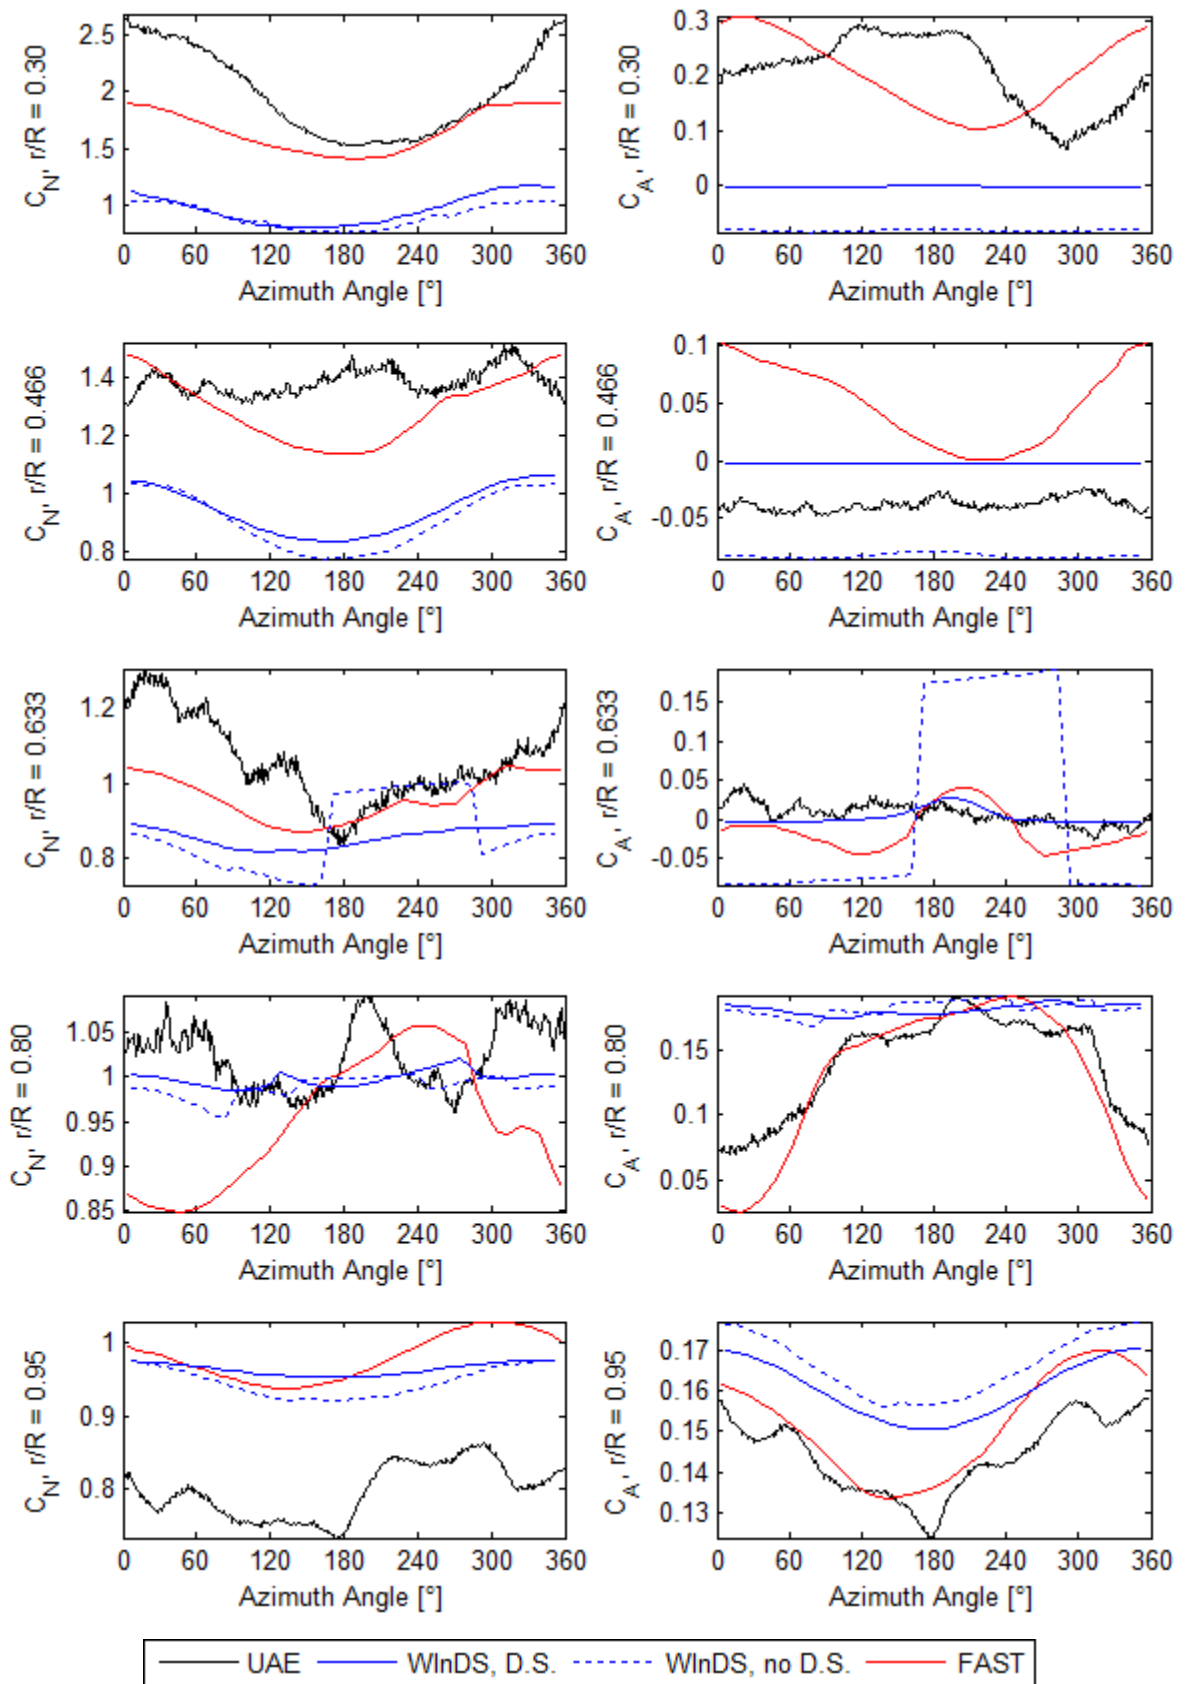 2.5
2
1.5
1
C_N, r/R = 0.30
0 60 120 180 240 300 360
Azimuth Angle [°]
0.3
0.2
0.1
0
C_A, r/R = 0.30
0 60 120 180 240 300 360
Azimuth Angle [°]
1.4
1.2
1
0.8
C_N, r/R = 0.466
0 60 120 180 240 300 360
Azimuth Angle [°]
0.1
0.05
0
-0.05
C_A, r/R = 0.466
0 60 120 180 240 300 360
Azimuth Angle [°]
1.2
1
0.8
C_N, r/R = 0.633
0 60 120 180 240 300 360
Azimuth Angle [°]
0.15
0.1
0.05
0
-0.05
C_A, r/R = 0.633
0 60 120 180 240 300 360
Azimuth Angle [°]
1.05
1
0.95
0.9
0.85
C_N, r/R = 0.80
0 60 120 180 240 300 360
Azimuth Angle [°]
0.15
0.1
0.05
C_A, r/R = 0.80
0 60 120 180 240 300 360
Azimuth Angle [°]
1
0.9
0.8
C_N, r/R = 0.95
0 60 120 180 240 300 360
Azimuth Angle [°]
0.17
0.16
0.15
0.14
0.13
C_A, r/R = 0.95
0 60 120 180 240 300 360
Azimuth Angle [°]
UAE WInDS, D.S. WInDS, no D.S. FAST